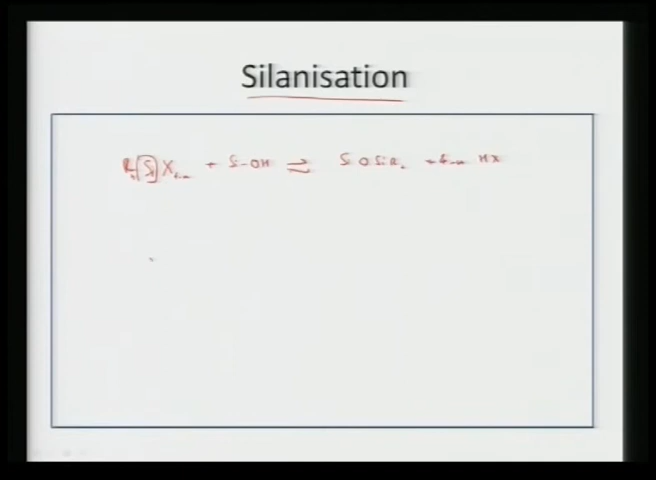 Silanisation
RₙSiX₄₋ₙ + Si-OH ⇌ SiOSiRₙ + 4-n HX